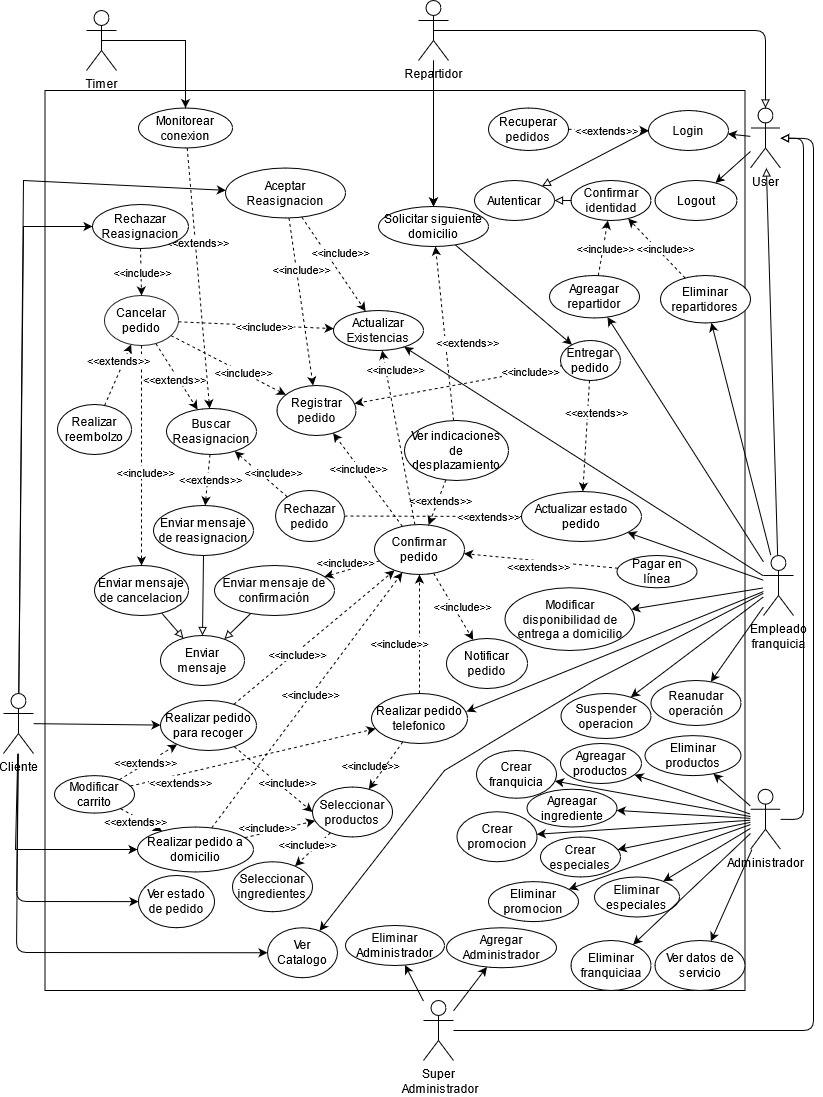 Timer
Repartidor
Monitorear
conexion
Recuperar
pedidos
<<extends>>
Login
User
Aceptar
Reasignacion
Autenticar
Confirmar
identidad
Logout
Rechazar
Reasignacion
<<extends>>
Solicitar siguiente
domicilio
<<include>>
<<include>>
<<include>>
<<include>>
<<include>>
Agreagar
repartidor
Eliminar
repartidores
Cancelar
pedido
<<include>>
Actualizar
Existencias
<<extends>>
Entregar
pedido
<<extends>>
<<extends>>
<<include>>
<<include>>
<<include>>
Realizar
reembolzo
Buscar
Reasignacion
Registrar
pedido
<<extends>>
Ver indicaciones
de
desplazamiento
<<include>>
<<extends>>
<<include>>
<<include>>
<<extends>>
Enviar mensaje
de reasignacion
Rechazar
pedido
<<extends>>
Actualizar estado
pedido
Confirmar
pedido
<<include>>
<<extends>>
Pagar en
línea
Enviar mensaje
de cancelacion
Enviar mensaje de
confirmación
<<include>>
Modificar
disponibilidad de
entrega a domicilio
Empleado
franquicia
Enviar
mensaje
<<include>>
<<include>>
Notificar
pedido
<<include>>
Reanudar
operación
Cliente
Realizar pedido
para recoger
Realizar pedido
telefonico
Suspender
operacion
<<extends>>
<<include>>
<<extends>>
<<include>>
Crear
franquicia
Agreagar
productos
Eliminar
productos
Modificar
carrito
<<extends>>
Seleccionar
productos
<<include>>
Agreagar
ingrediente
Realizar pedido a
domicilio
<<include>>
Crear
promocion
Crear
especiales
Administrador
Ver estado
de pedido
Seleccionar
ingredientes
Eliminar
promocion
Eliminar
especiales
Ver
Catalogo
Eliminar
Administrador
Agregar
Administrador
Eliminar
franquiciaa
Ver datos de
servicio
Super
Administrador